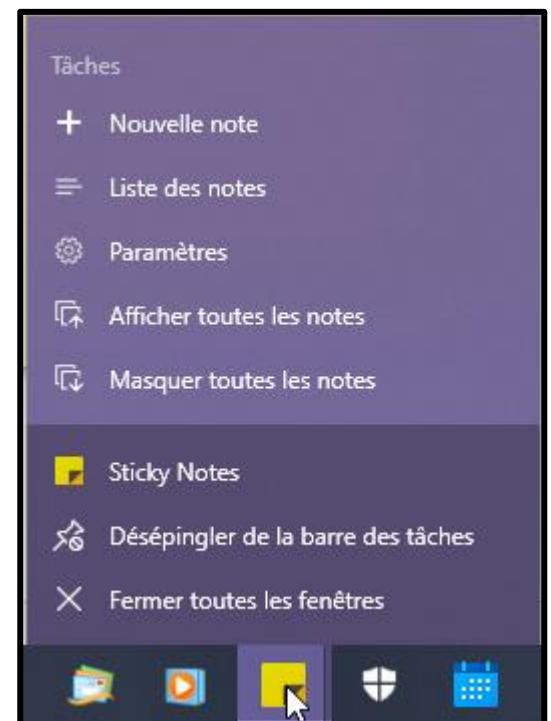 Tâches
Nouvelle note
Liste des notes
Paramètres
Afficher toutes les notes
Masquer toutes les notes
Sticky Notes
Désépingler de la barre des tâches
Fermer toutes les fenêtres